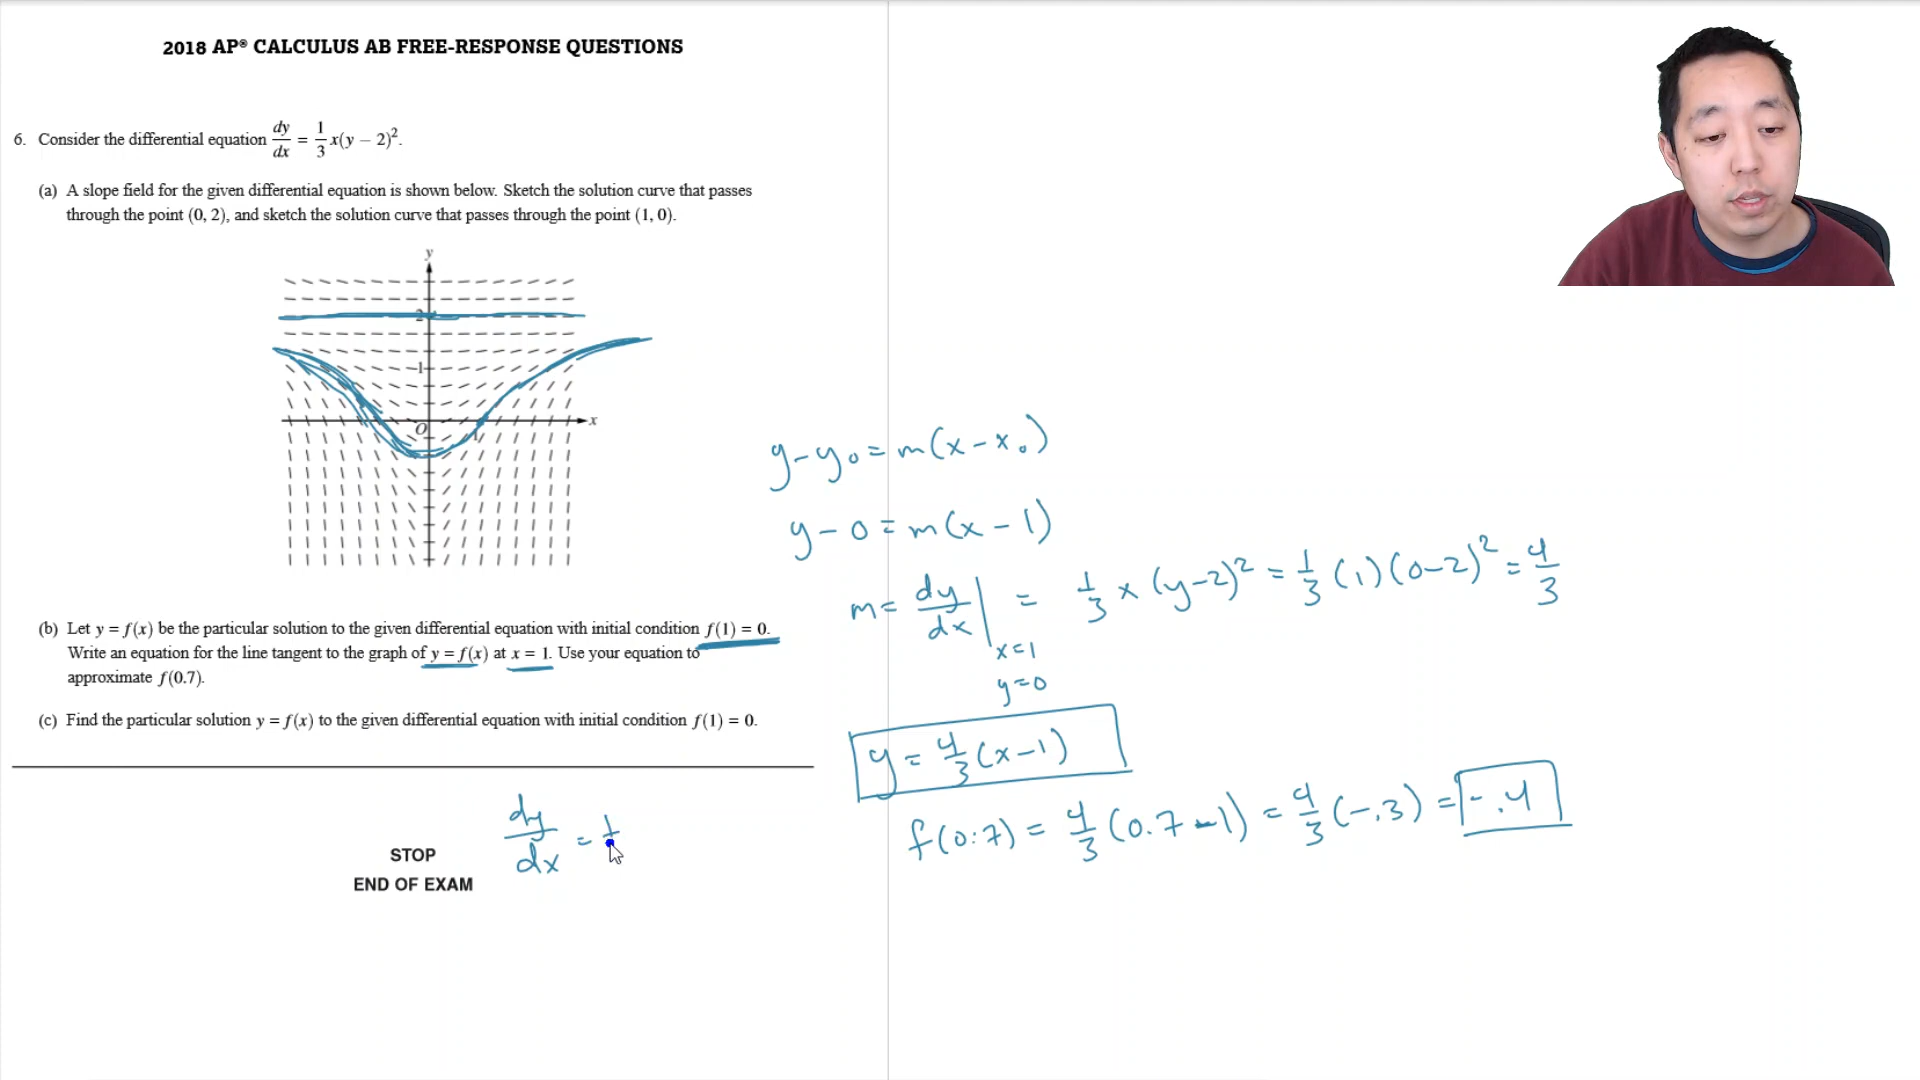 2018 AP® CALCULUS AB FREE-RESPONSE QUESTIONS
6. Consider the differential equation dy/dx = 1/3 x(y − 2)².
(a) A slope field for the given differential equation is shown below. Sketch the solution curve that passes
through the point (0, 2), and sketch the solution curve that passes through the point (1, 0).
y
2
1
O
x
(b) Let y = f(x) be the particular solution to the given differential equation with initial condition f(1) = 0.
Write an equation for the line tangent to the graph of y = f(x) at x = 1. Use your equation to
approximate f(0.7).
(c) Find the particular solution y = f(x) to the given differential equation with initial condition f(1) = 0.
STOP
END OF EXAM
dy/dx = 1
y − y₀ = m(x − x₀)
y − 0 = m(x − 1)
m = dy/dx | = 1/3 x (y−2)² = 1/3 (1)(0−2)² = 4/3
x=1
y=0
y = 4/3 (x−1)
f(0.7) = 4/3 (0.7 − 1) = 4/3 (−.3) = −.4